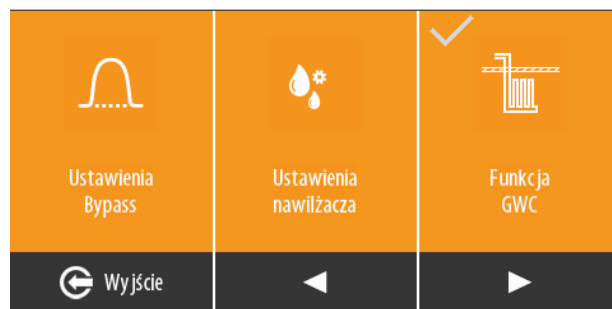 Ustawienia
Bypass
Ustawienia
nawilżacza
Funkcja
GWC
Wyjście